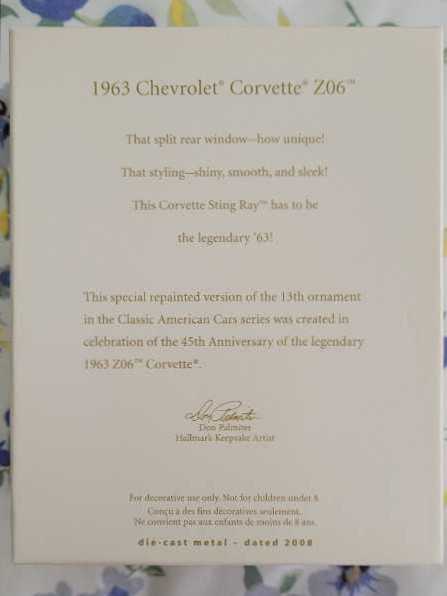 1963 Chevrolet® Corvette® Z06™
That split rear window—how unique!
That styling—shiny, smooth, and sleek!
This Corvette Sting Ray™ has to be
the legendary '63!
This special repainted version of the 13th ornament
in the Classic American Cars series was created in
celebration of the 45th Anniversary of the legendary
1963 Z06™ Corvette®.
Don Palmiter
Don Palmiter
Hallmark Keepsake Artist
For decorative use only. Not for children under 8.
Conçu à des fins décoratives seulement.
Ne convient pas aux enfants de moins de 8 ans.
die-cast metal – dated 2008